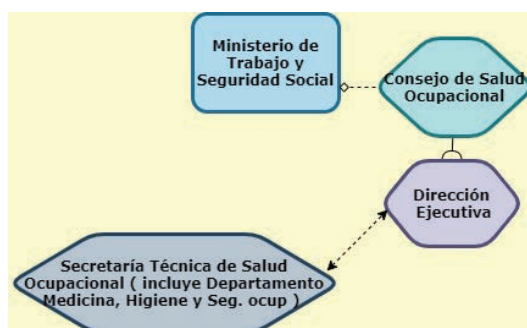 Ministerio de
Trabajo y
Seguridad Social
Consejo de Salud
Ocupacional
Dirección
Ejecutiva
Secretaría Técnica de Salud
Ocupacional ( incluye Departamento
Medicina, Higiene y Seg. ocup )